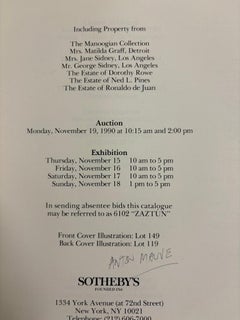 Including Property from
The Manoogian Collection
Mrs. Matilda Graff, Detroit
Mrs. Jane Sidney, Los Angeles
Mr. George Sidney, Los Angeles
The Estate of Dorothy Rowe
The Estate of Ned L. Pines
The Estate of Ronaldo de Juan
Auction
Monday, November 19, 1990 at 10:15 am and 2:00 pm
Exhibition
Thursday, November 15 10 am to 5 pm
Friday, November 16 10 am to 5 pm
Saturday, November 17 10 am to 5 pm
Sunday, November 18 1 pm to 5 pm
In sending absentee bids this catalogue
may be referred to as 6102 "ZAZTUN"
Front Cover Illustration: Lot 149
Back Cover Illustration: Lot 119
ANTON MAUVE
SOTHEBY'S
FOUNDED 1744
1334 York Avenue (at 72nd Street)
New York, NY 10021
Telephone: (212) 606-7000